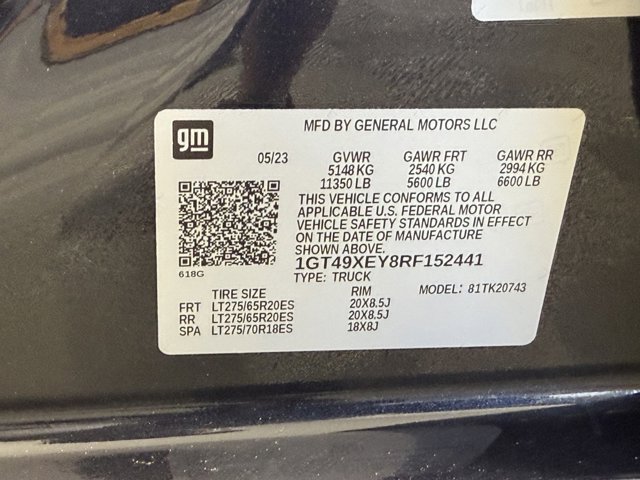 gm
MFD BY GENERAL MOTORS LLC
05/23 GVWR GAWR FRT GAWR RR
5148 KG 2540 KG 2994 KG
11350 LB 5600 LB 6600 LB
THIS VEHICLE CONFORMS TO ALL
APPLICABLE U.S. FEDERAL MOTOR
VEHICLE SAFETY STANDARDS IN EFFECT
ON THE DATE OF MANUFACTURE
SHOWN ABOVE.
618G
1GT49XEY8RF152441
TYPE: TRUCK
TIRE SIZE RIM MODEL: 81TK20743
FRT LT275/65R20ES 20X8.5J
RR LT275/65R20ES 20X8.5J
SPA LT275/70R18ES 18X8J